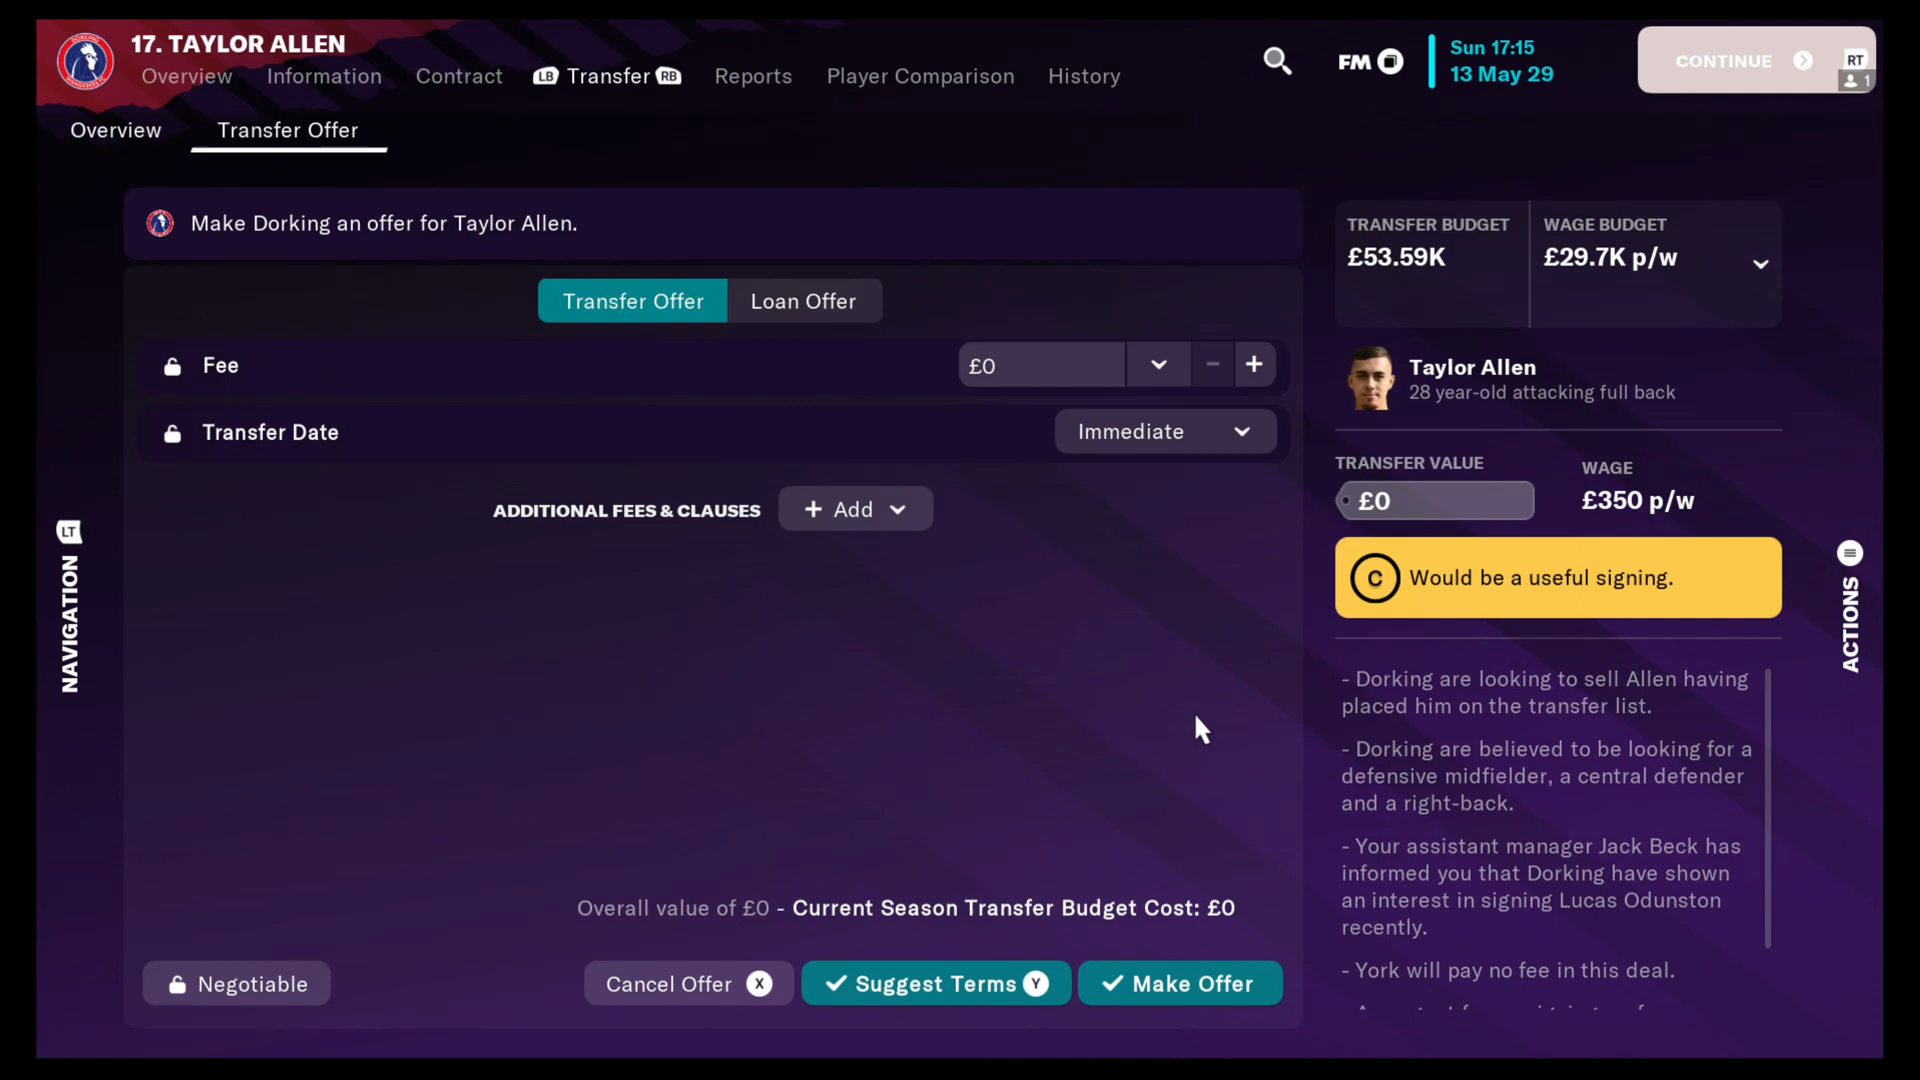 17. TAYLOR ALLEN
Overview Information Contract LB Transfer RB Reports Player Comparison History
FM
Sun 17:15
13 May 29
CONTINUE RT
1
Overview Transfer Offer
Make Dorking an offer for Taylor Allen.
Transfer Offer Loan Offer
Fee £0
Transfer Date Immediate
ADDITIONAL FEES & CLAUSES + Add
Overall value of £0 - Current Season Transfer Budget Cost: £0
Negotiable Cancel Offer X Suggest Terms Y Make Offer
LT NAVIGATION
TRANSFER BUDGET WAGE BUDGET
£53.59K £29.7K p/w
Taylor Allen
28 year-old attacking full back
TRANSFER VALUE WAGE
£0 £350 p/w
C Would be a useful signing.
- Dorking are looking to sell Allen having
placed him on the transfer list.
- Dorking are believed to be looking for a
defensive midfielder, a central defender
and a right-back.
- Your assistant manager Jack Beck has
informed you that Dorking have shown
an interest in signing Lucas Odunston
recently.
- York will pay no fee in this deal.
ACTIONS